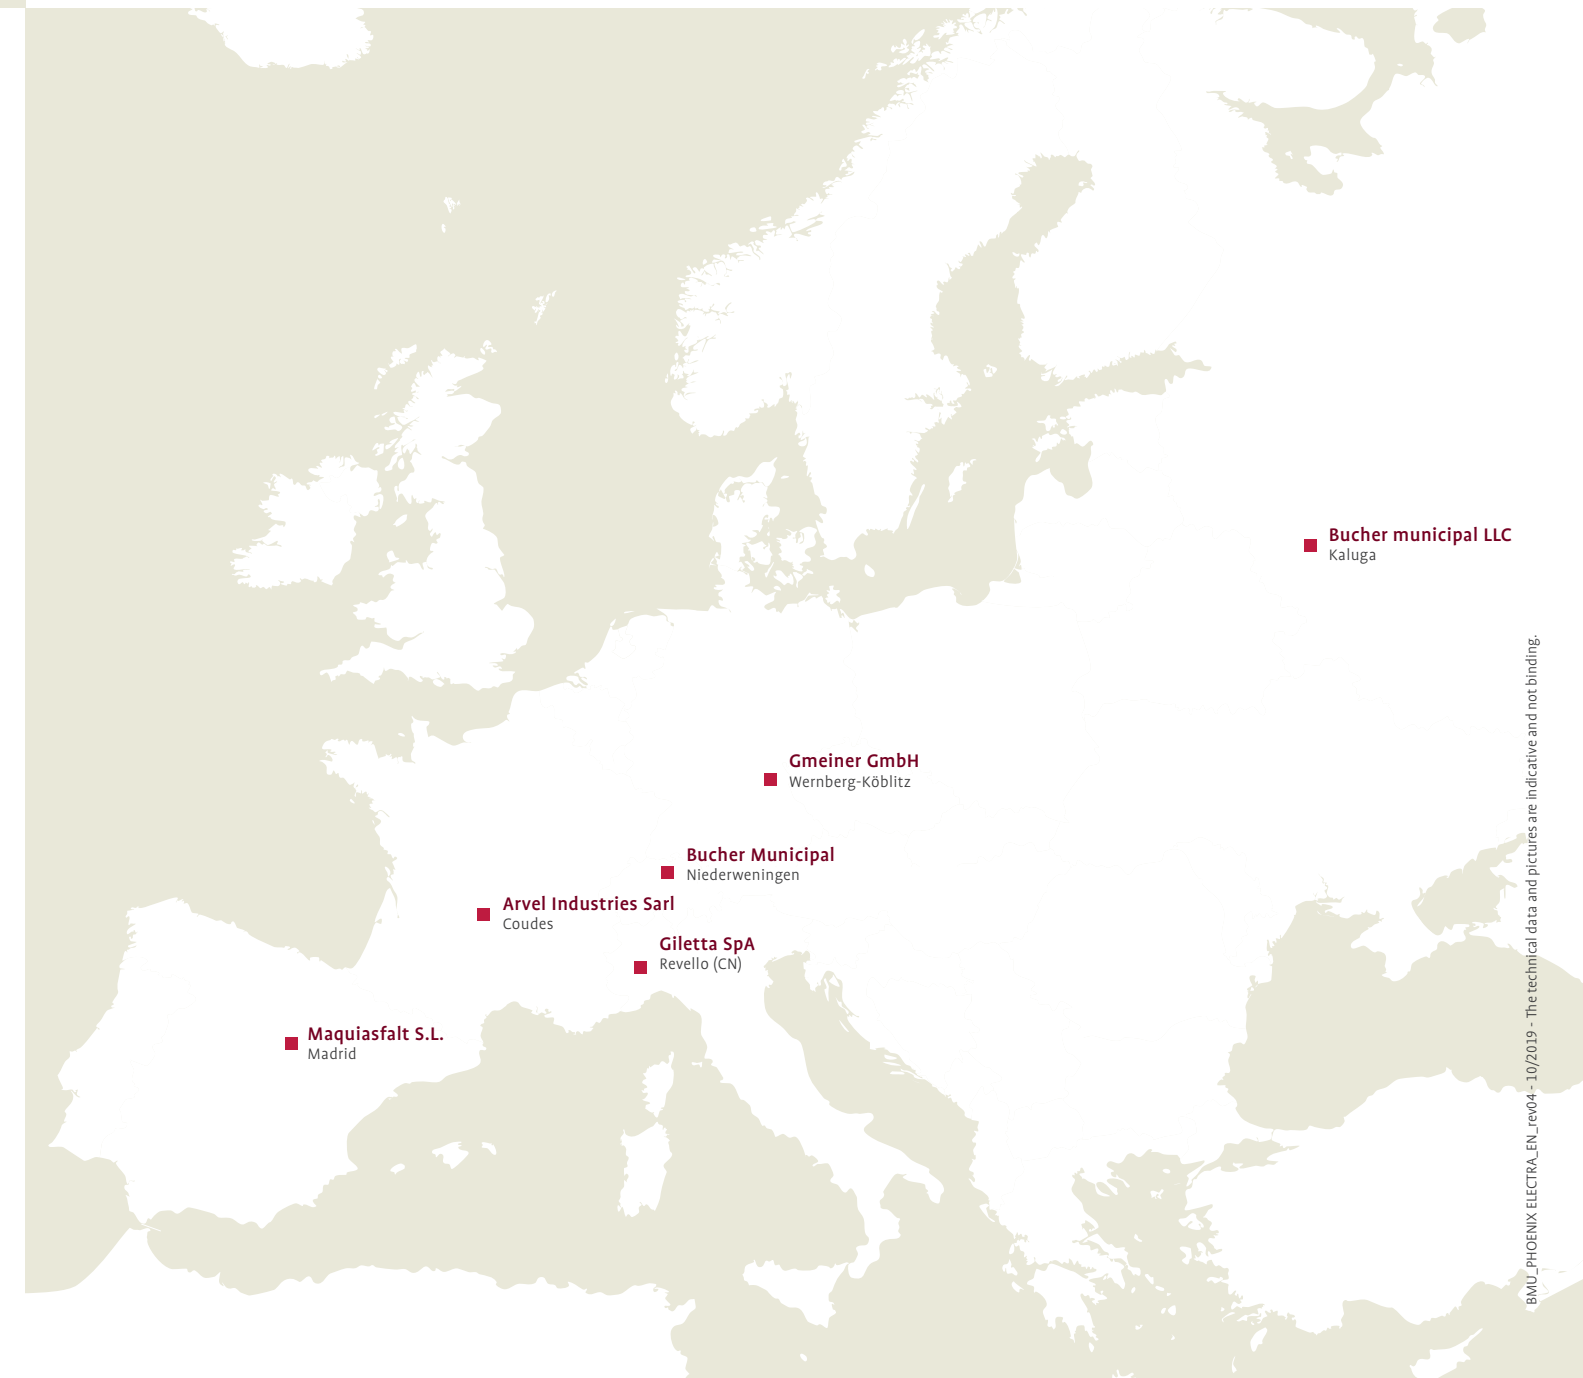 Bucher municipal LLC
Kaluga
Gmeiner GmbH
Wernberg-Köblitz
Bucher Municipal
Niederweningen
Arvel Industries Sarl
Coudes
Giletta SpA
Revello (CN)
Maquiasfalt S.L.
Madrid
BMU_PHOENIX ELECTRA_EN_rev04 - 10/2019 - The technical data and pictures are indicative and not binding.